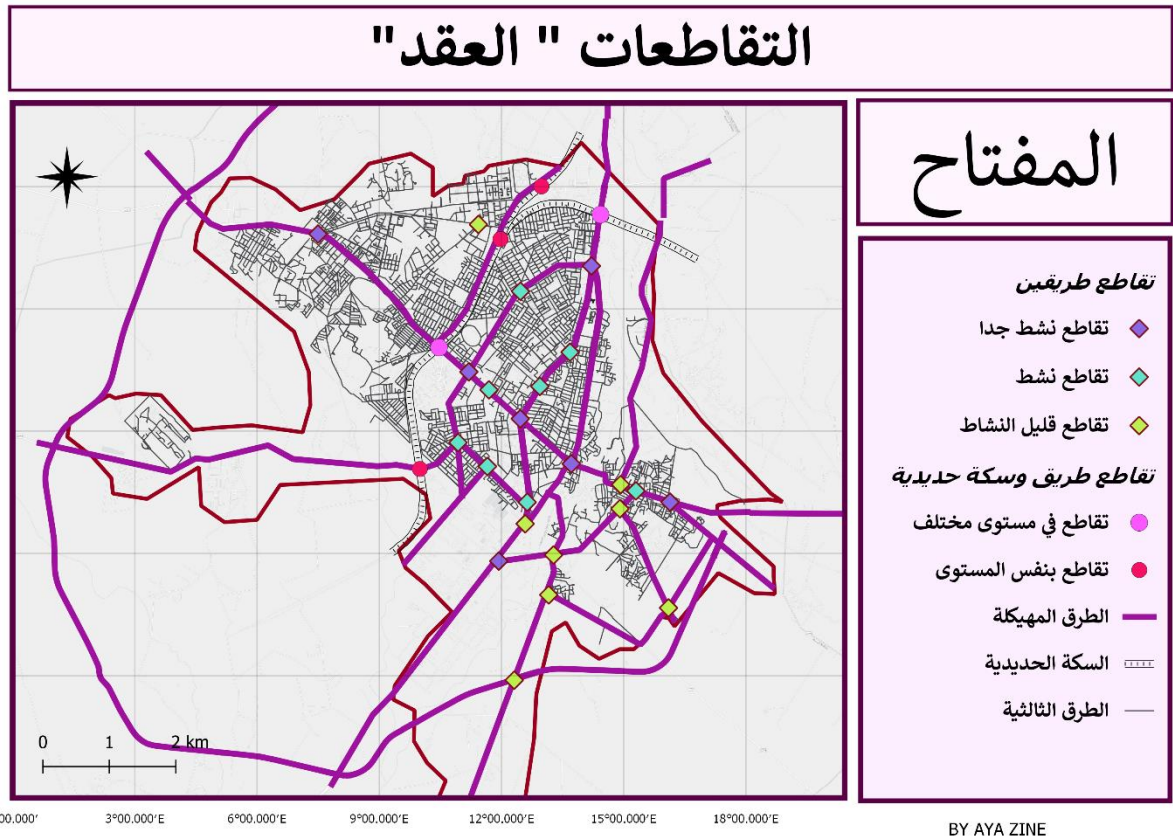 التقاطعات " العقد"
المفتاح
تقاطع طريقين
تقاطع نشط جدا
تقاطع نشط
تقاطع قليل النشاط
تقاطع طريق وسكة حديدية
تقاطع في مستوى مختلف
تقاطع بنفس المستوى
الطرق المهيكلة
السكة الحديدية
الطرق الثالثية
0 1 2 km
00.000′ 3°00.000′E 6°00.000′E 9°00.000′E 12°00.000′E 15°00.000′E 18°00.000′E
BY AYA ZINE